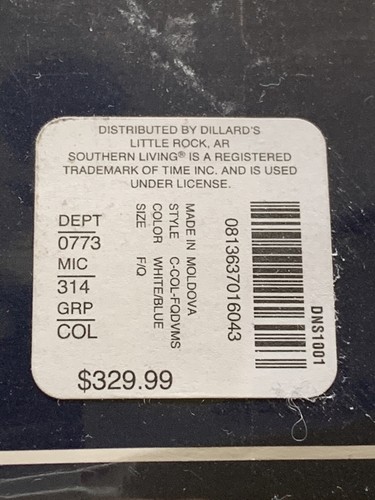 DISTRIBUTED BY DILLARD'S
LITTLE ROCK, AR
SOUTHERN LIVING® IS A REGISTERED
TRADEMARK OF TIME INC. AND IS USED
UNDER LICENSE.
DEPT
0773
MIC
314
GRP
COL
MADE IN MOLDOVA
STYLE C-COL-FQDVMS
COLOR WHITE/BLUE
SIZE F/Q
0813637016043
DNS1001
$329.99